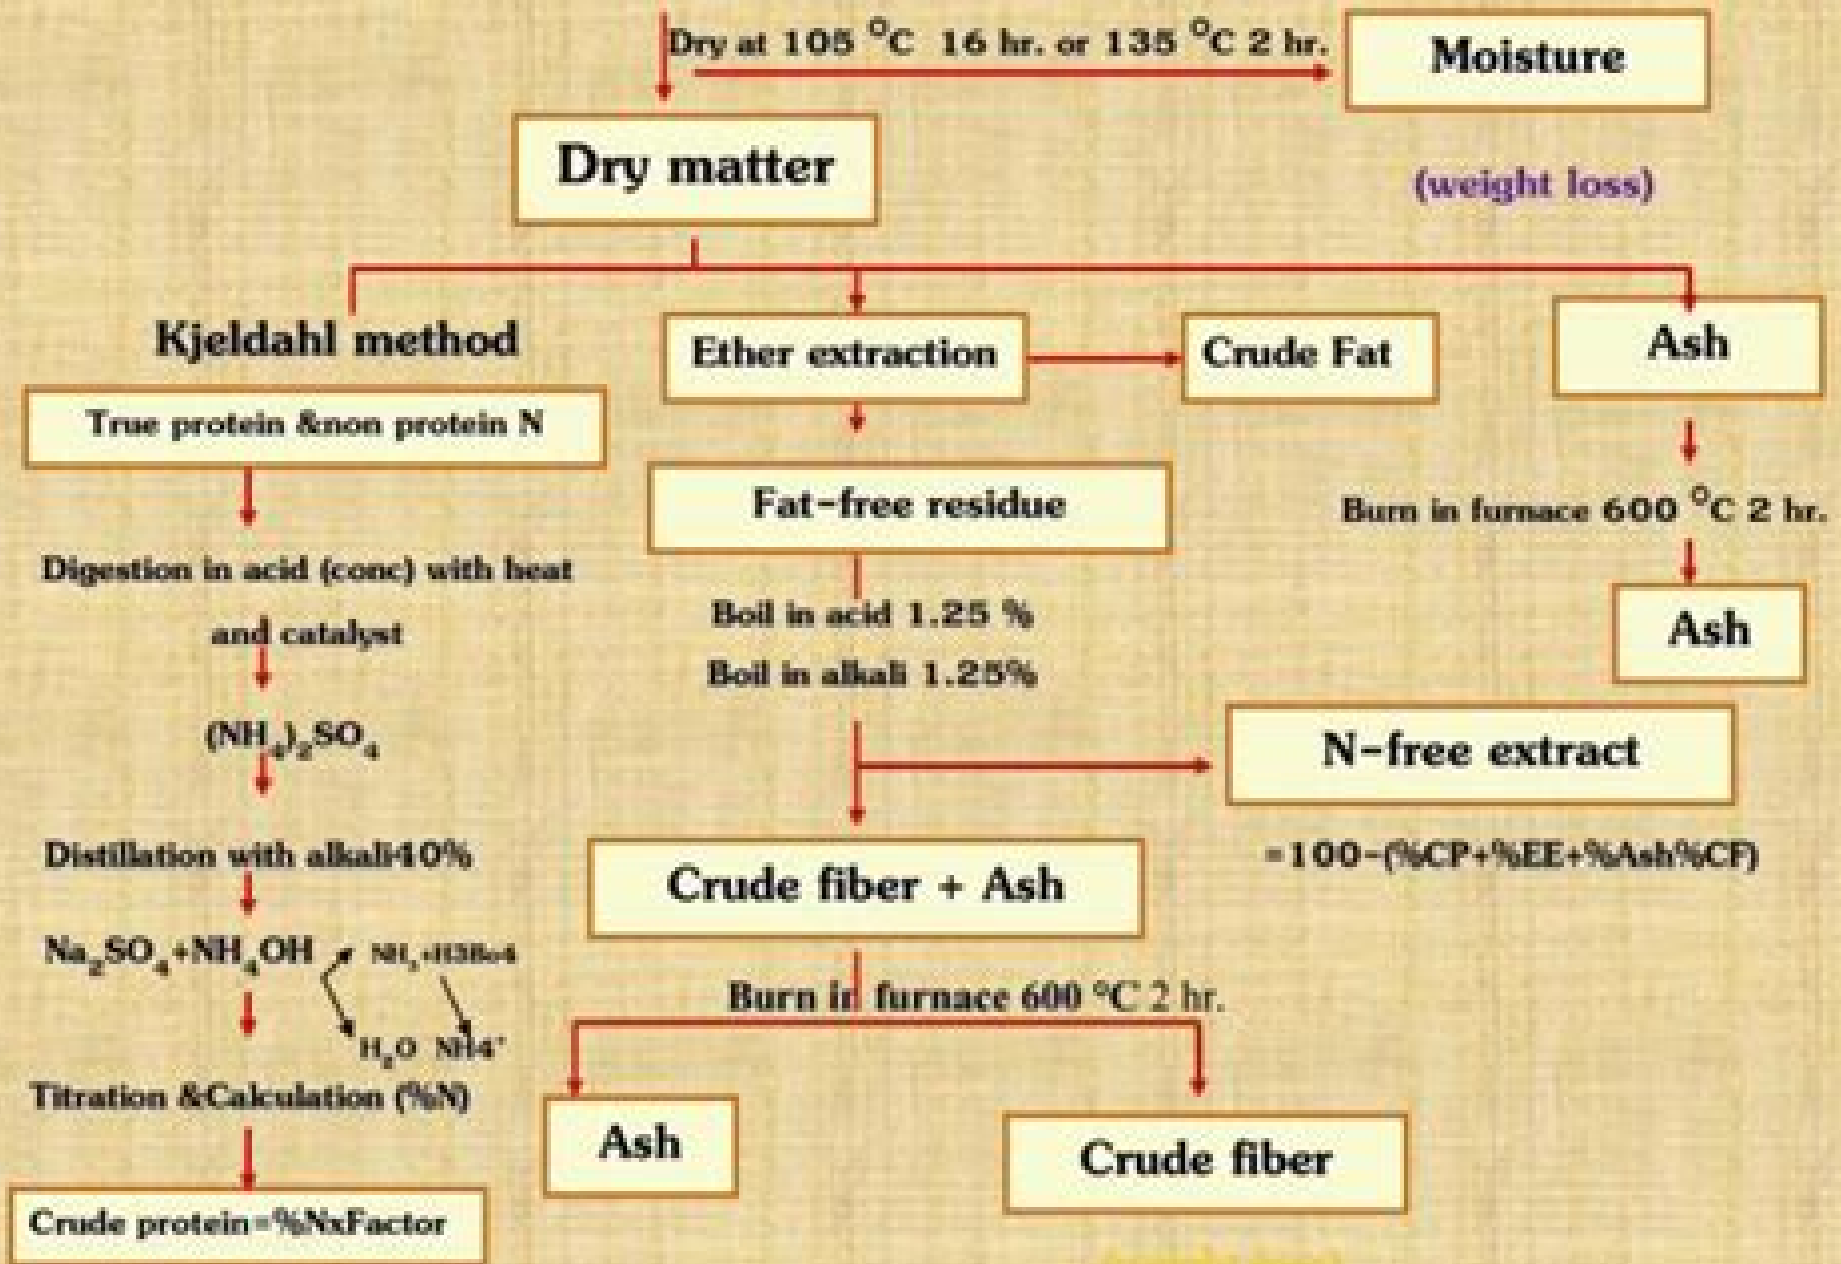 Dry at 105 °C 16 hr. or 135 °C 2 hr.
Moisture
Dry matter
(weight loss)
Kjeldahl method
Ether extraction
Crude Fat
Ash
True protein &non protein N
Fat-free residue
Burn in furnace 600 °C 2 hr.
Digestion in acid (conc) with heat
and catalyst
Boil in acid 1.25 %
Boil in alkali 1.25%
Ash
(NH4)2SO4
N-free extract
Distillation with alkali40%
Crude fiber + Ash
=100-(%CP+%EE+%Ash%CF)
Na2SO4+NH4OH
NH3+H3Bo4
Burn in furnace 600 °C 2 hr.
H2O NH4+
Titration &Calculation (%N)
Ash
Crude fiber
Crude protein=%NxFactor